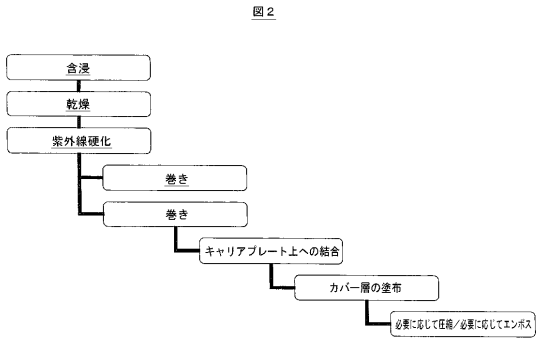 図２
含浸
乾燥
紫外線硬化
巻き
巻き
キャリアプレート上への結合
カバー層の塗布
必要に応じて圧縮／必要に応じてエンボス